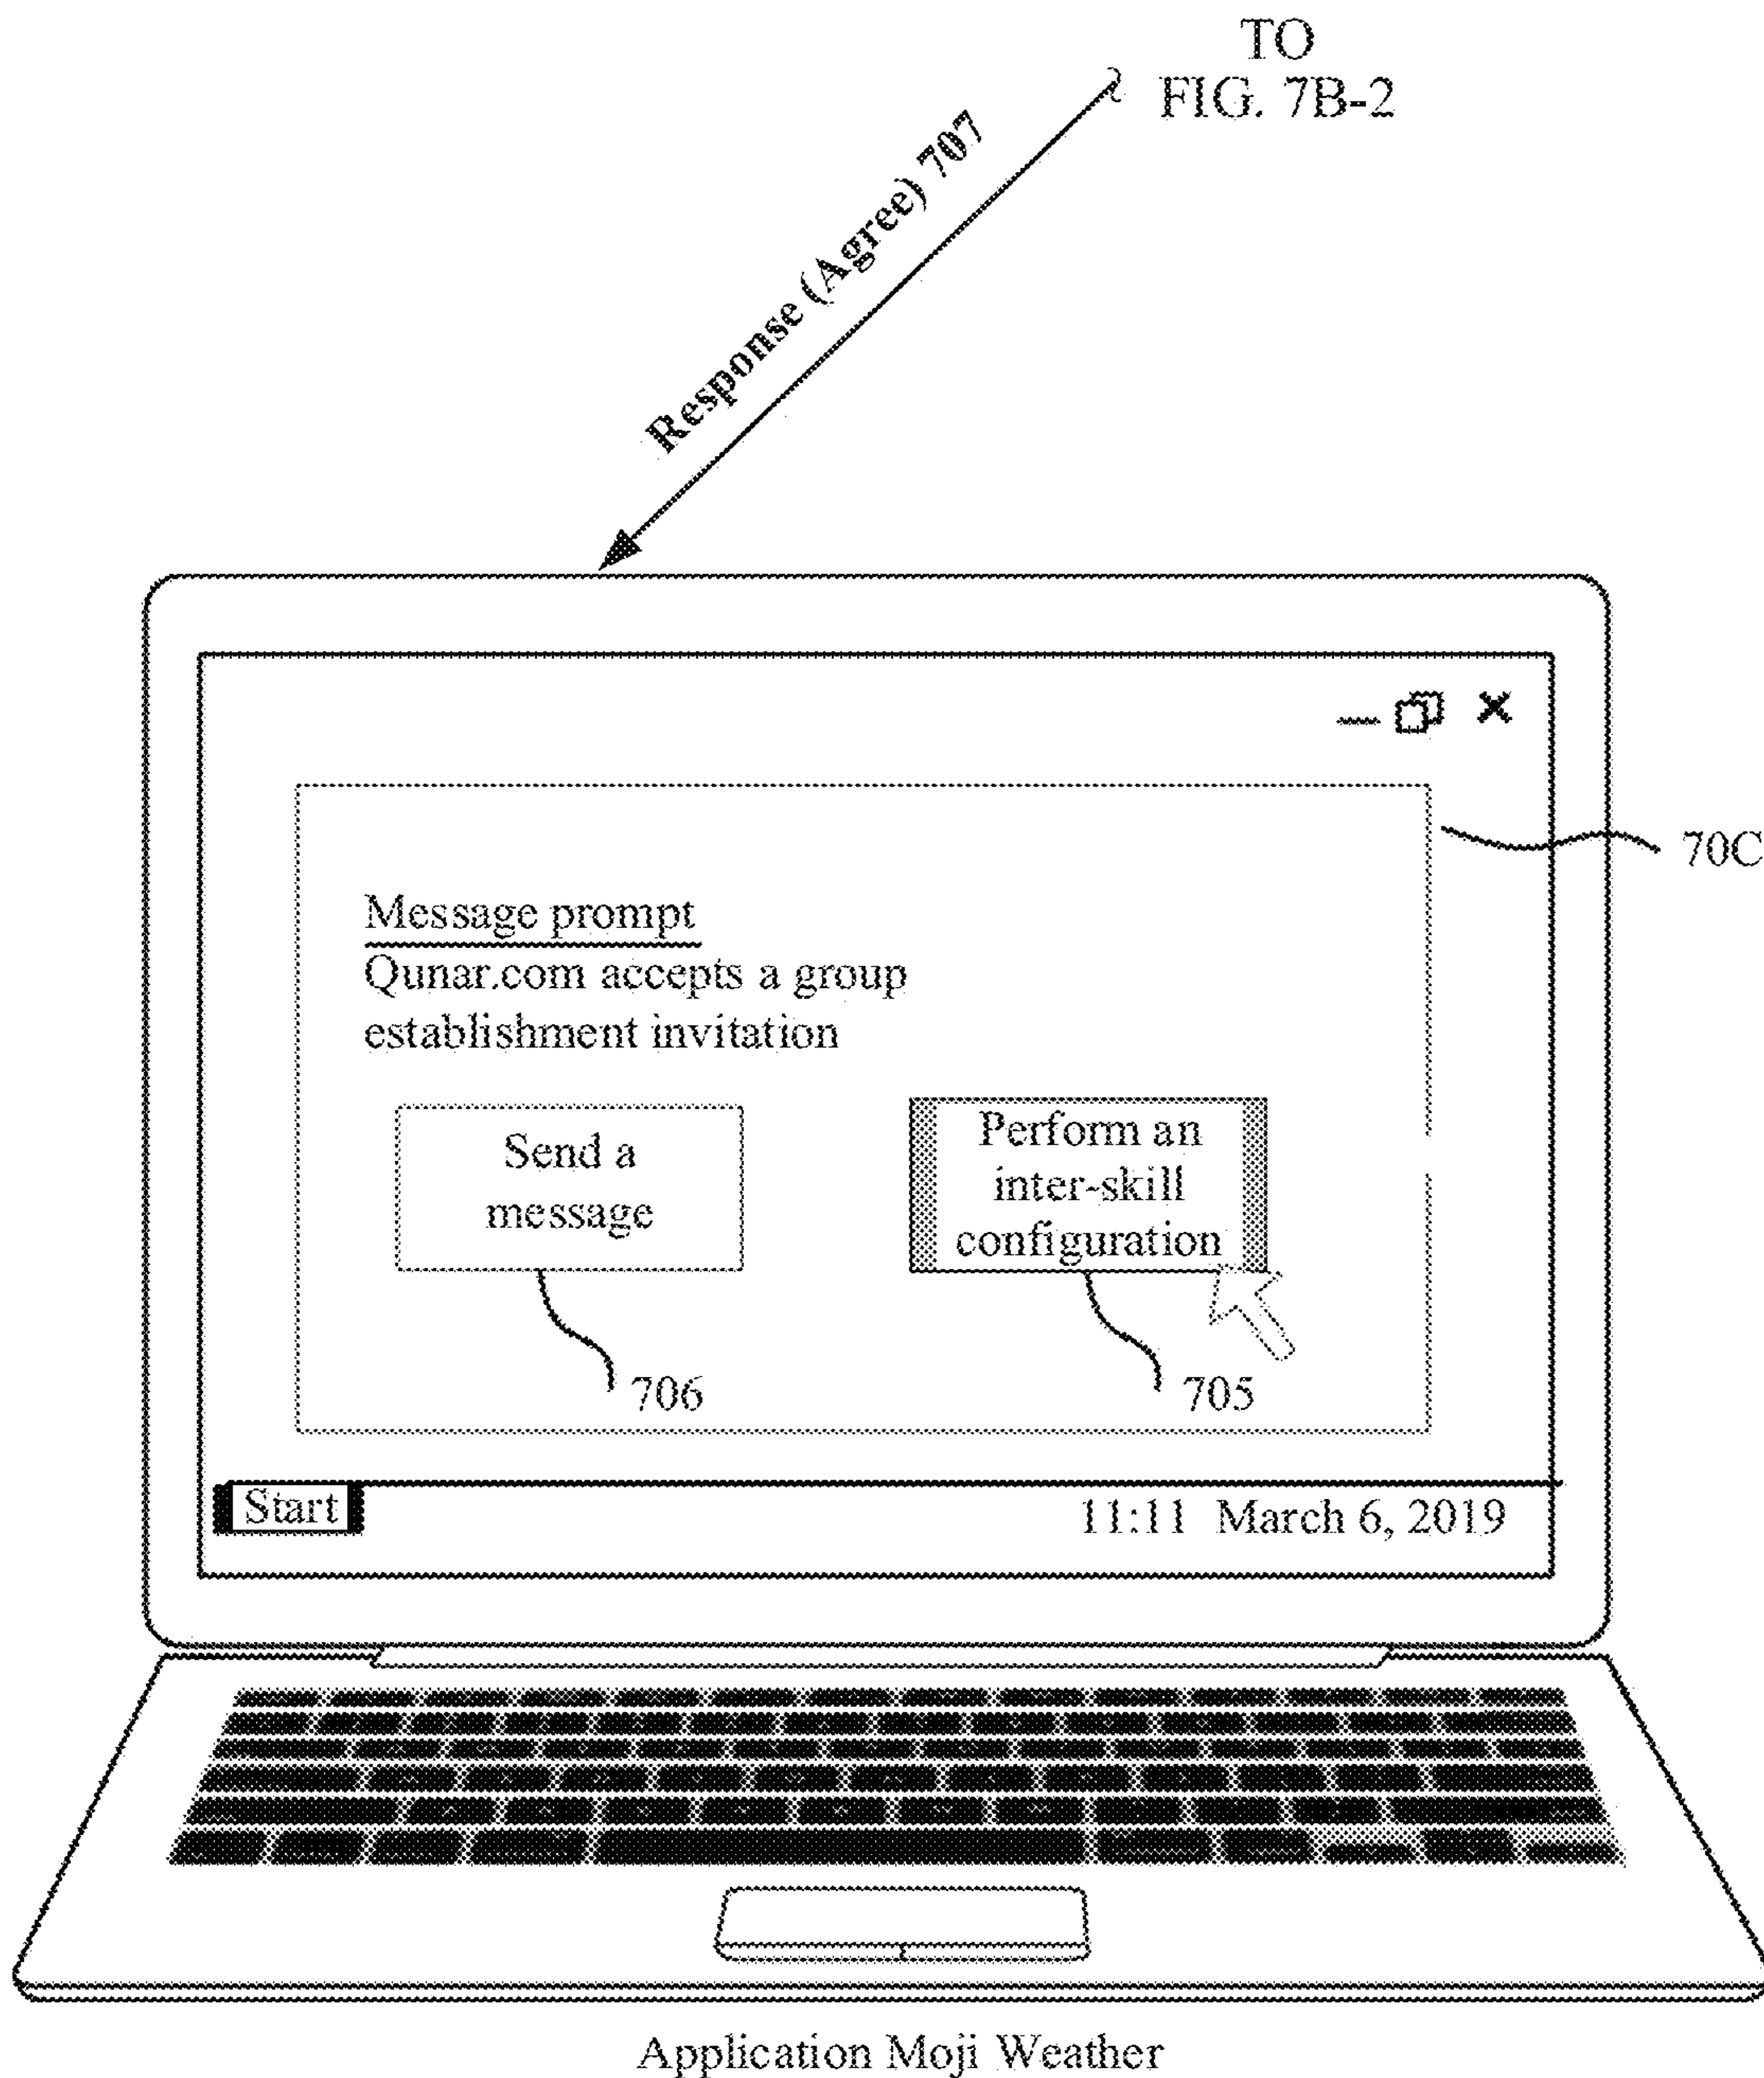 TO
FIG. 7B-2
Response (Agree) 707
70C
Message prompt
Qunar.com accepts a group
establishment invitation
Send a
message
Perform an
inter-skill
configuration
706
705
Start
11:11 March 6, 2019
Application Moji Weather